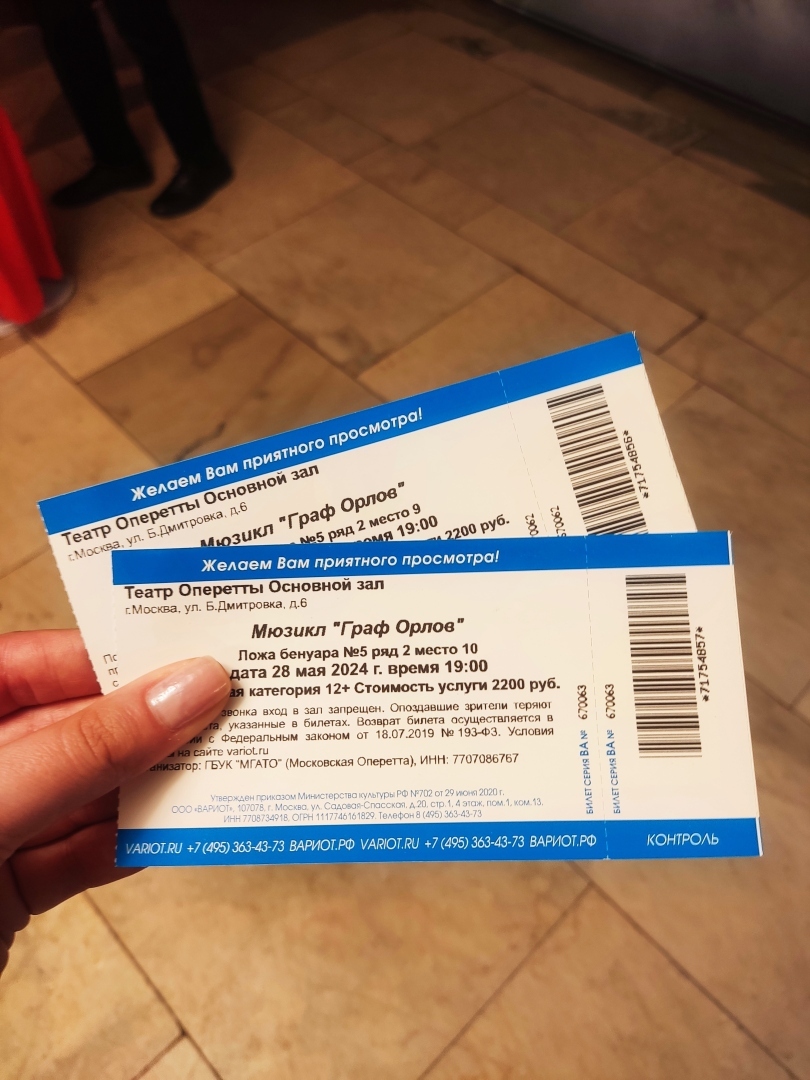 Желаем Вам приятного просмотра!
Театр Оперетты Основной зал
г.Москва, ул. Б.Дмитровка, д.6
Мюзикл "Граф Орлов"
№5 ряд 2 место 9
время 19:00
2200 руб.
*71754856*
Желаем Вам приятного просмотра!
Театр Оперетты Основной зал
г.Москва, ул. Б.Дмитровка, д.6
Мюзикл "Граф Орлов"
Ложа бенуара №5 ряд 2 место 10
дата 28 мая 2024 г. время 19:00
категория 12+ Стоимость услуги 2200 руб.
вход в зал запрещен. Опоздавшие зрители теряют
указанные в билетах. Возврат билета осуществляется в
с Федеральным законом от 18.07.2019 № 193-ФЗ. Условия
на сайте variot.ru
ГБУК "МГАТО" (Московская Оперетта), ИНН: 7707086767
Утвержден приказом Министерства культуры РФ №702 от 29 июня 2020 г.
ООО «ВАРИОТ», 107078, г. Москва, ул. Садовая-Спасская, д.20, стр.1, 4 этаж, пом.1, ком.13.
ИНН 7708734918, ОГРН 1117746161829. Телефон 8 (495) 363-43-73
VARIOT.RU +7 (495) 363-43-73 ВАРИОТ.РФ VARIOT.RU +7 (495) 363-43-73 ВАРИОТ.РФ
БИЛЕТ СЕРИЯ ВА № 670063
БИЛЕТ СЕРИЯ ВА № 670063
*71754857*
КОНТРОЛЬ